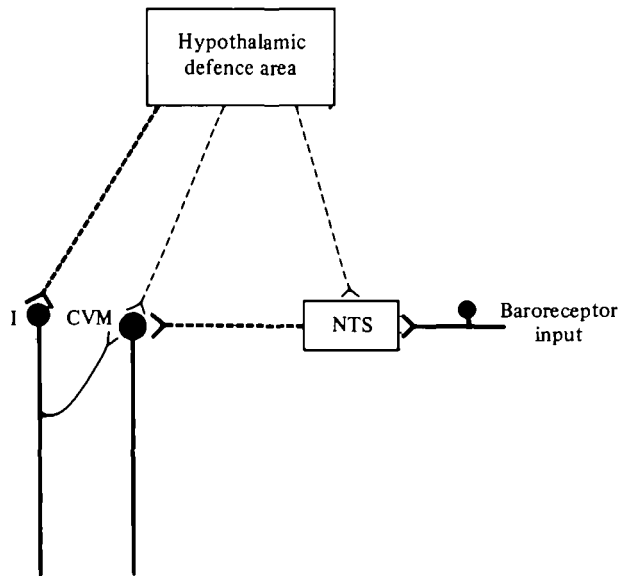 Hypothalamic
defence area
I
CVM
NTS
Baroreceptor
input